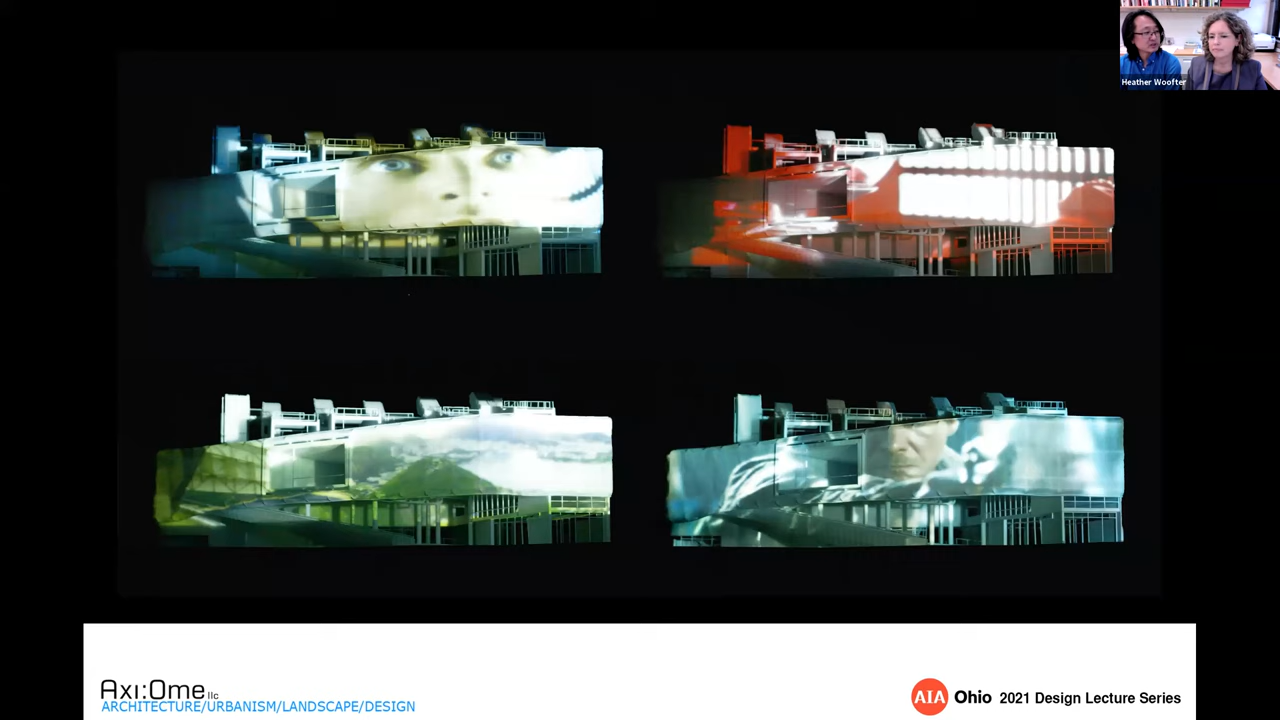 Heather Woofter
Axi:Ome llc
ARCHITECTURE/URBANISM/LANDSCAPE/DESIGN
AIA Ohio 2021 Design Lecture Series